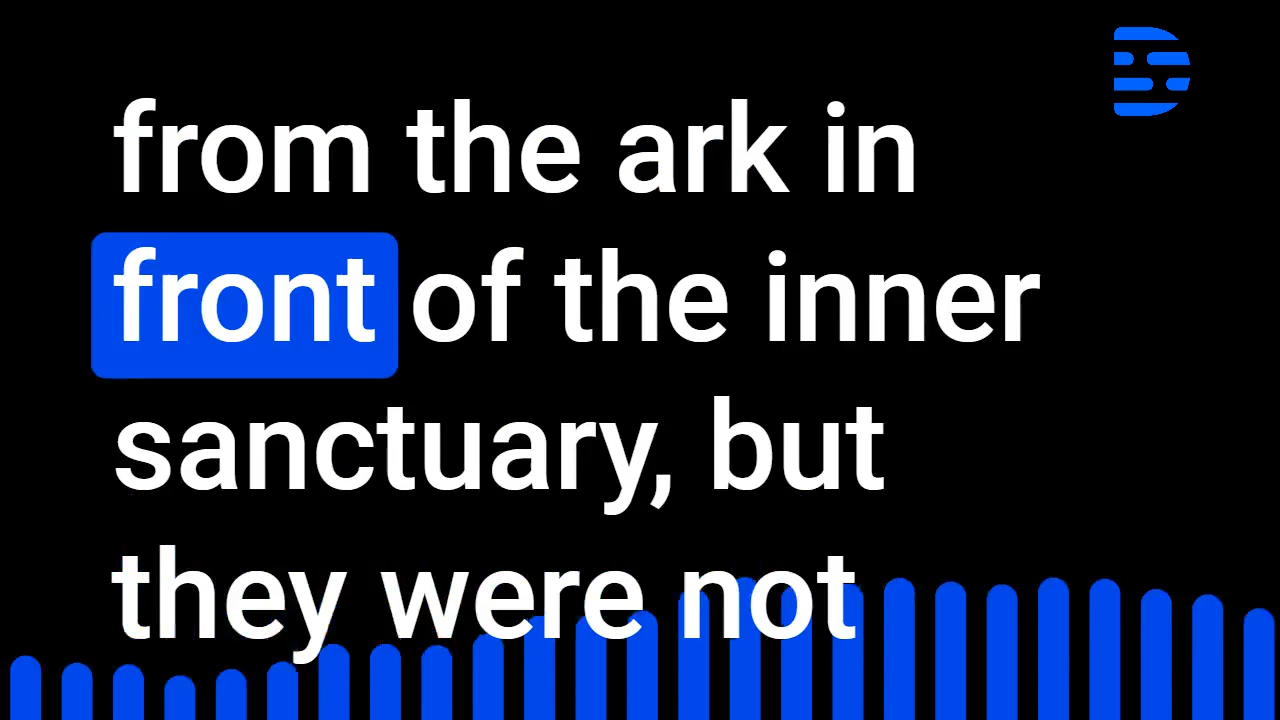 from the ark in
front of the inner
sanctuary, but
they were not